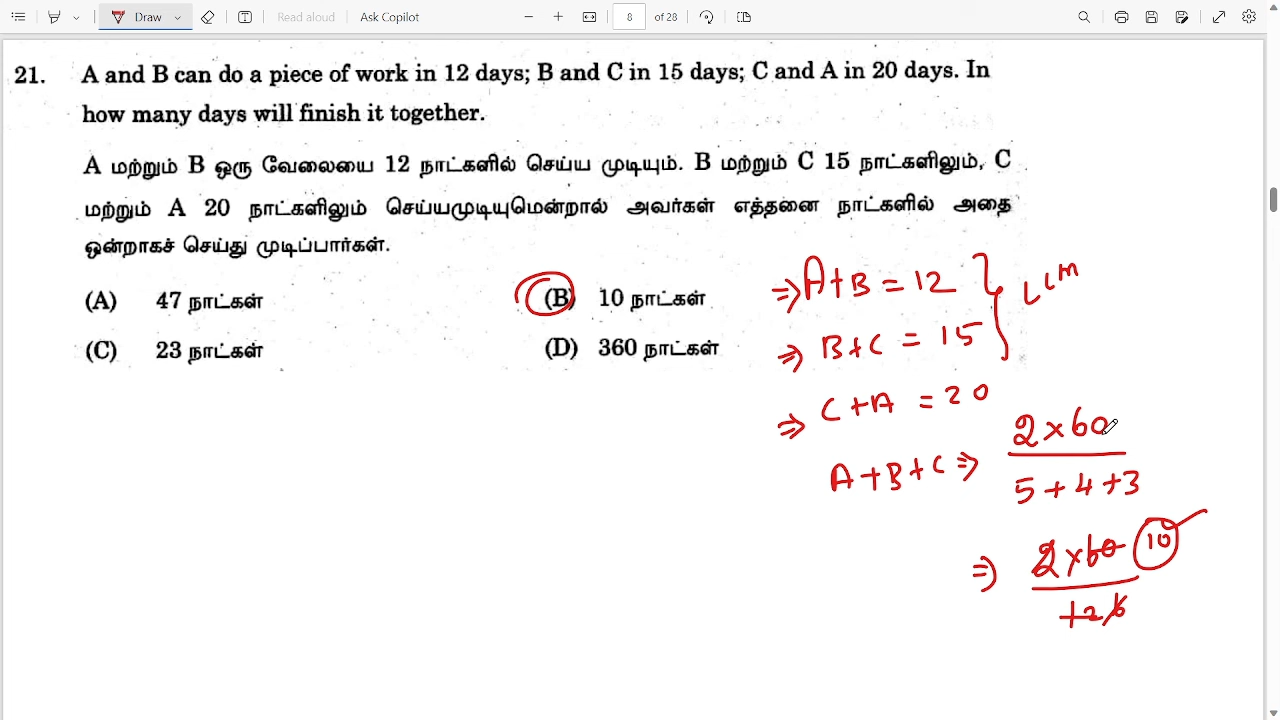 Draw Read aloud Ask Copilot 8 of 28
21. A and B can do a piece of work in 12 days; B and C in 15 days; C and A in 20 days. In
how many days will finish it together.
A மற்றும் B ஒரு வேலையை 12 நாட்களில் செய்ய முடியும். B மற்றும் C 15 நாட்களிலும், C
மற்றும் A 20 நாட்களிலும் செய்யமுடியுமென்றால் அவர்கள் எத்தனை நாட்களில் அதை
ஒன்றாகச் செய்து முடிப்பார்கள்.
(A) 47 நாட்கள் (B) 10 நாட்கள்
(C) 23 நாட்கள் (D) 360 நாட்கள்
⇒ A+B = 12
LCM
⇒ B+C = 15
⇒ C+A = 20
A+B+C ⇒ 2×60
5+4+3
⇒ 2×60 10
12 6